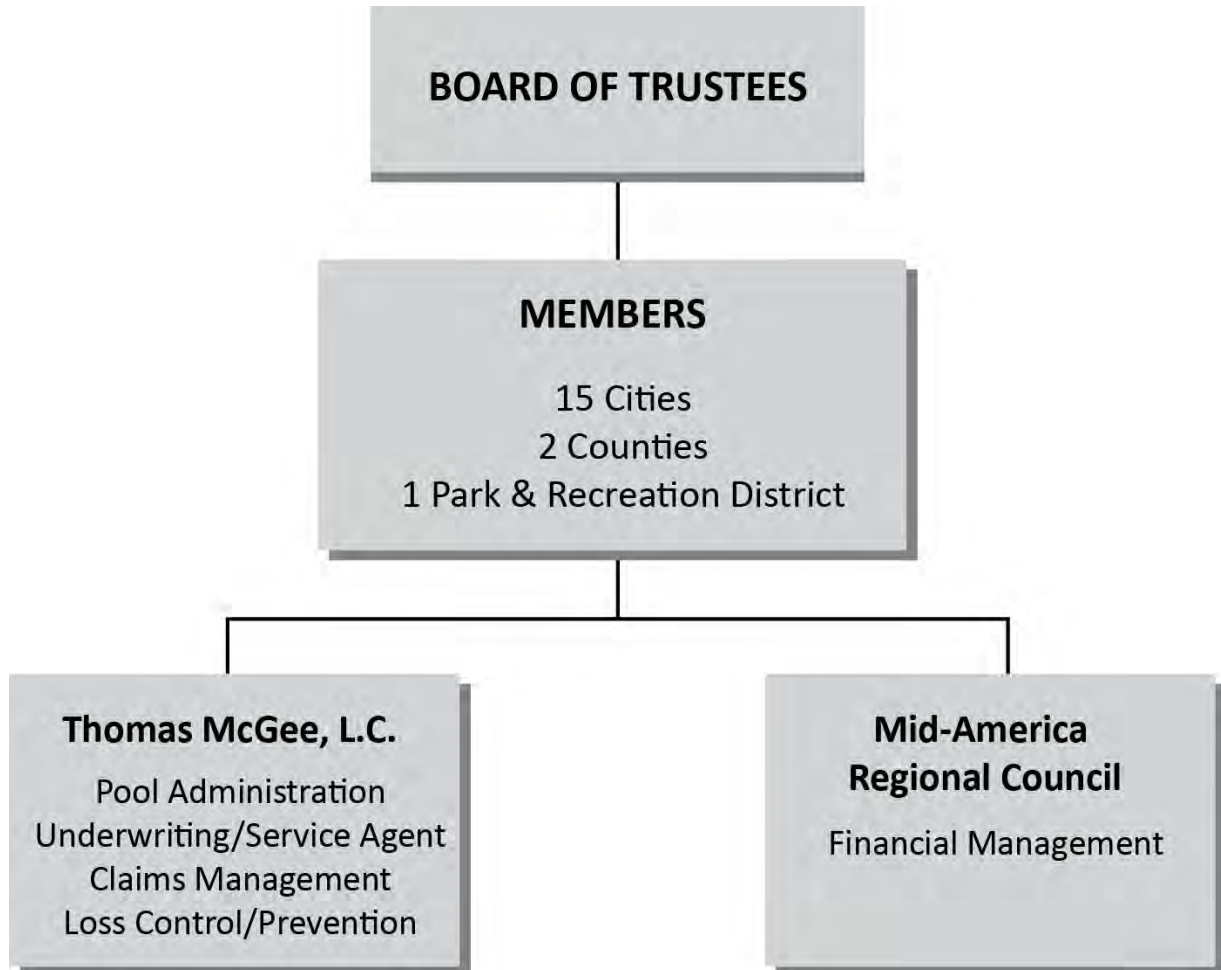 BOARD OF TRUSTEES
MEMBERS
15 Cities
2 Counties
1 Park & Recreation District
Thomas McGee, L.C.
Pool Administration
Underwriting/Service Agent
Claims Management
Loss Control/Prevention
Mid-America
Regional Council
Financial Management